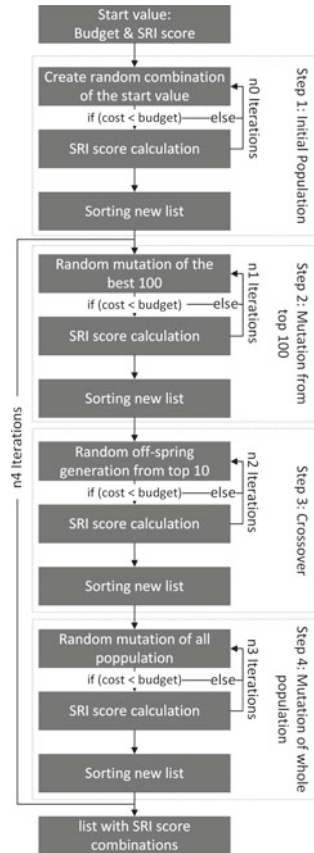 Start value:
Budget & SRI score
Create random combination
of the start value
if (cost < budget)
else
n0 Iterations
SRI score calculation
Sorting new list
Step 1: Initial Population
Random mutation of the
best 100
if (cost < budget)
else
n1 Iterations
SRI score calculation
Sorting new list
Step 2: Mutation from
top 100
Random off-spring
generation from top 10
if (cost < budget)
else
n2 Iterations
SRI score calculation
Sorting new list
Step 3: Crossover
Random mutation of all
poppulation
if (cost < budget)
else
n3 Iterations
SRI score calculation
Sorting new list
Step 4: Mutation of whole
population
n4 Iterations
list with SRI score
combinations